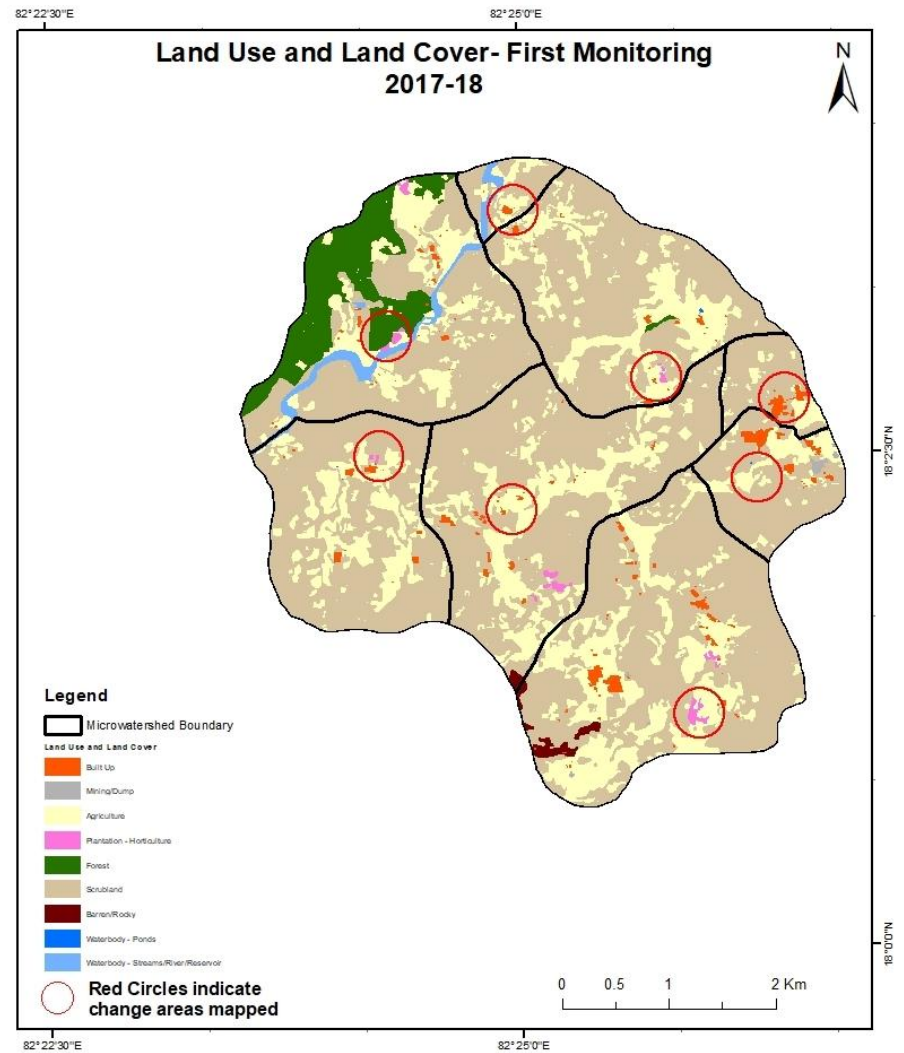 82° 22'30"E 82° 25'0"E
Land Use and Land Cover- First Monitoring
2017-18
N
18°2'30"N
Legend
Microwatershed Boundary
Land Use and Land Cover
Built Up
Mining/Dump
Agriculture
Plantation - Horticulture
Forest
Scrubland
Barren/Rocky
Waterbody - Ponds
Waterbody - Streams/River/Reservoir
18°0'0"N
Red Circles indicate
change areas mapped
0 0.5 1 2 Km
82°22'30"E 82°25'0"E